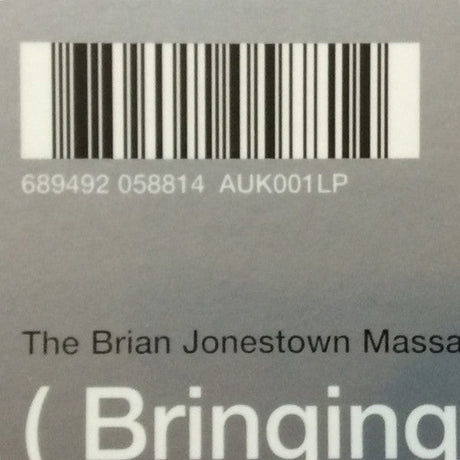 689492 058814 AUK001LP
The Brian Jonestown Massa
( Bringing